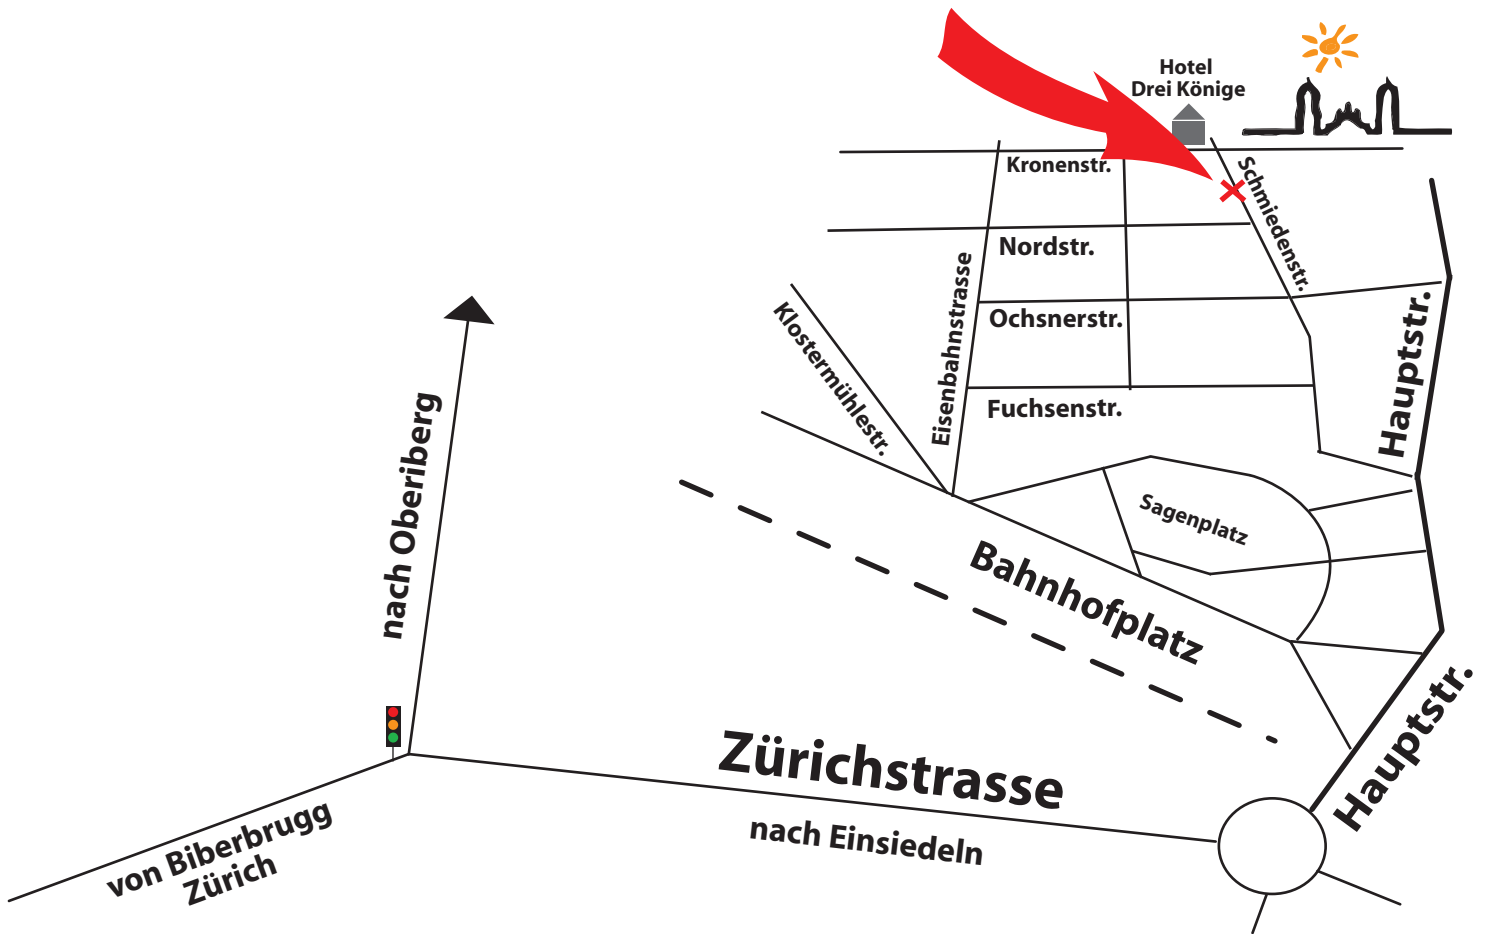 Hotel
Drei Könige
Kronenstr.
Schmiedenstr.
Nordstr.
Eisenbahnstrasse
Klostermühlestr.
Ochsnerstr.
Hauptstr.
Fuchsenstr.
nach Oberiberg
Sagenplatz
Bahnhofplatz
Hauptstr.
Zürichstrasse
nach Einsiedeln
von Biberbrugg
Zürich